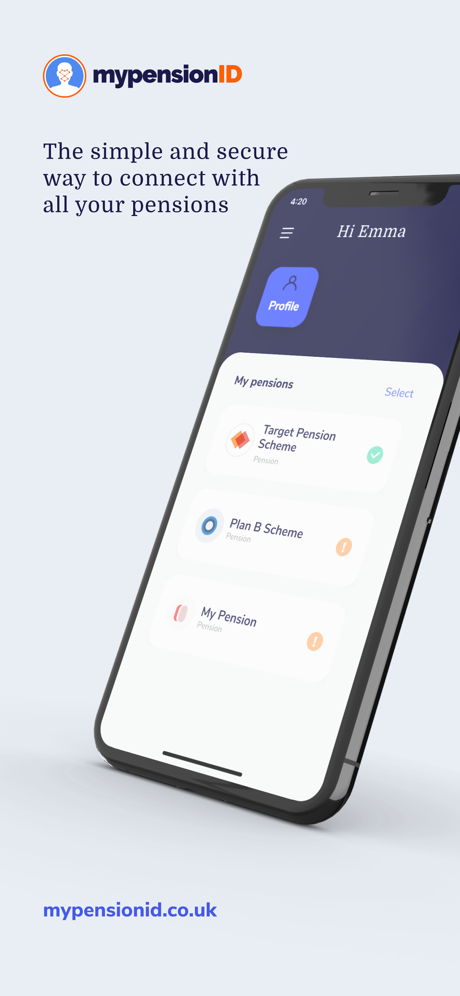 mypensionID
The simple and secure
way to connect with
all your pensions
4:20
Hi Emma
Profile
My pensions
Select
Target Pension
Scheme
Pension
Plan B Scheme
Pension
My Pension
Pension
mypensionid.co.uk